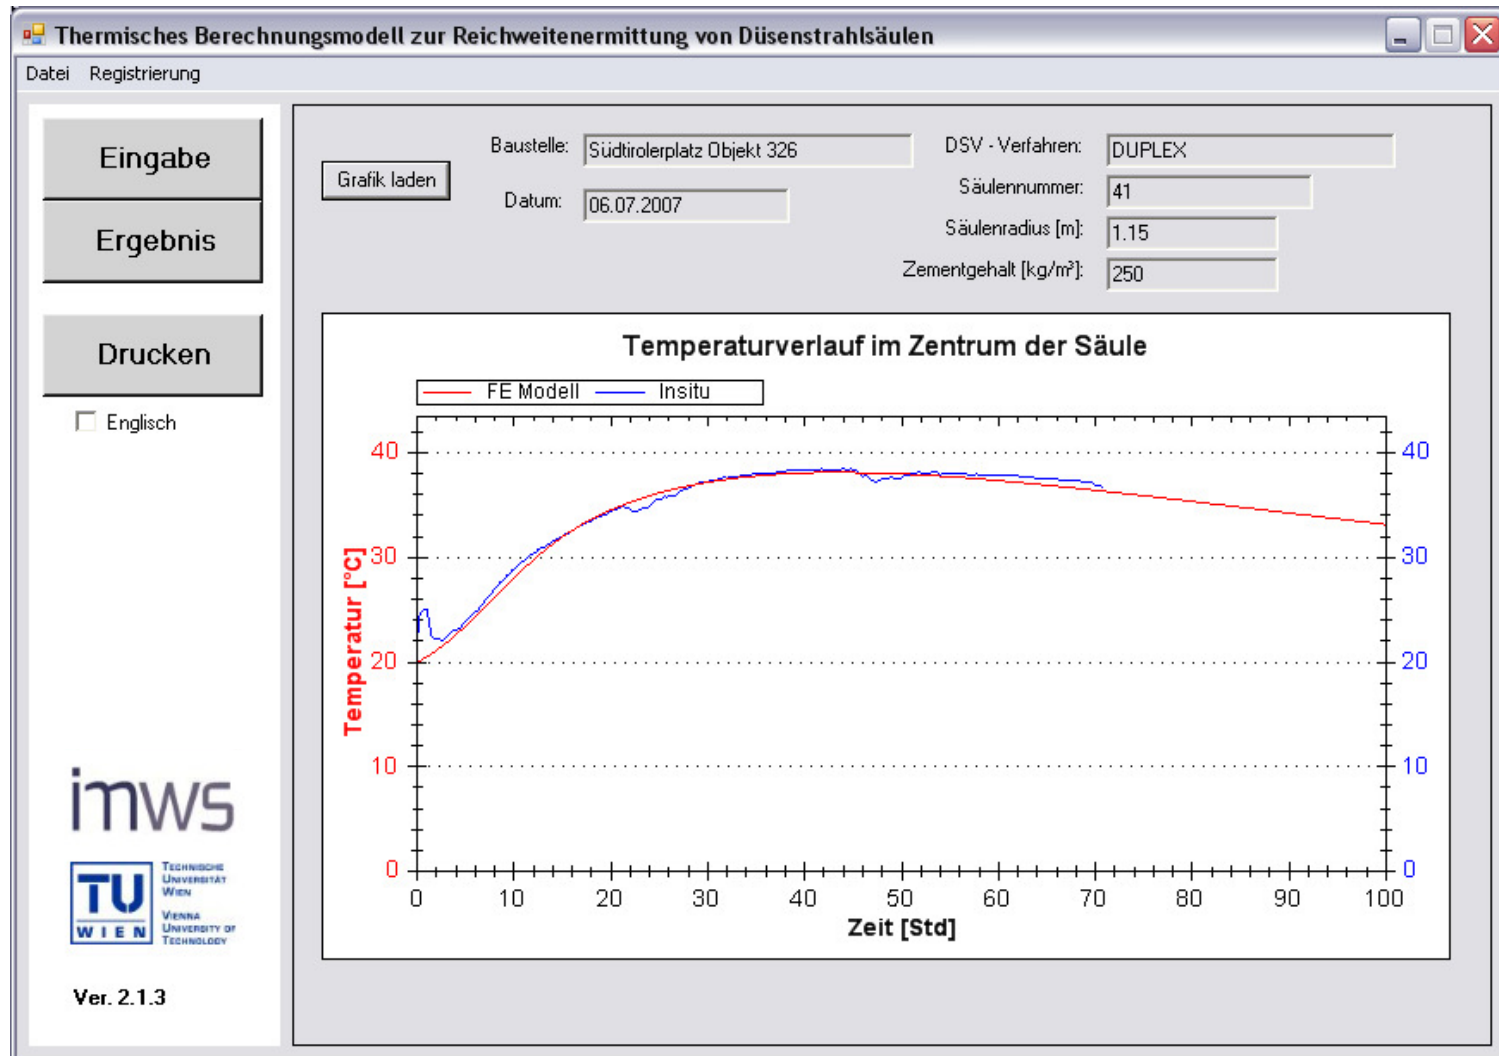 Thermisches Berechnungsmodell zur Reichweitenermittung von Düsenstrahlsäulen
Datei Registrierung
Eingabe
Ergebnis
Drucken
Englisch
imws
TU
WIEN
TECHNISCHE
UNIVERSITÄT
WIEN
VIENNA
UNIVERSITY OF
TECHNOLOGY
Ver. 2.1.3
Grafik laden
Baustelle: Südtirolerplatz Objekt 326
Datum: 06.07.2007
DSV - Verfahren: DUPLEX
Säulennummer: 41
Säulenradius [m]: 1.15
Zementgehalt [kg/m³]: 250
Temperaturverlauf im Zentrum der Säule
FE Modell Insitu
Temperatur [°C]
40 40
30 30
20 20
10 10
0 0
0 10 20 30 40 50 60 70 80 90 100
Zeit [Std]